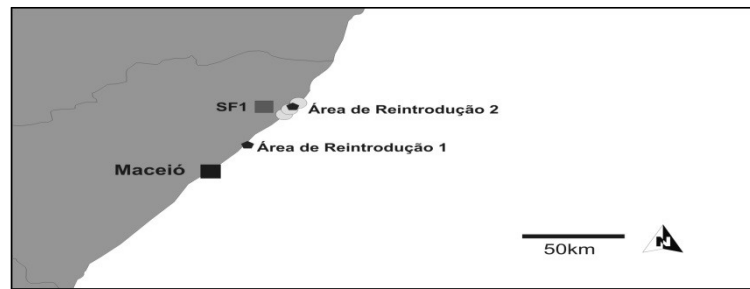 SF1
Área de Reintrodução 2
Área de Reintrodução 1
Maceió
50km
N